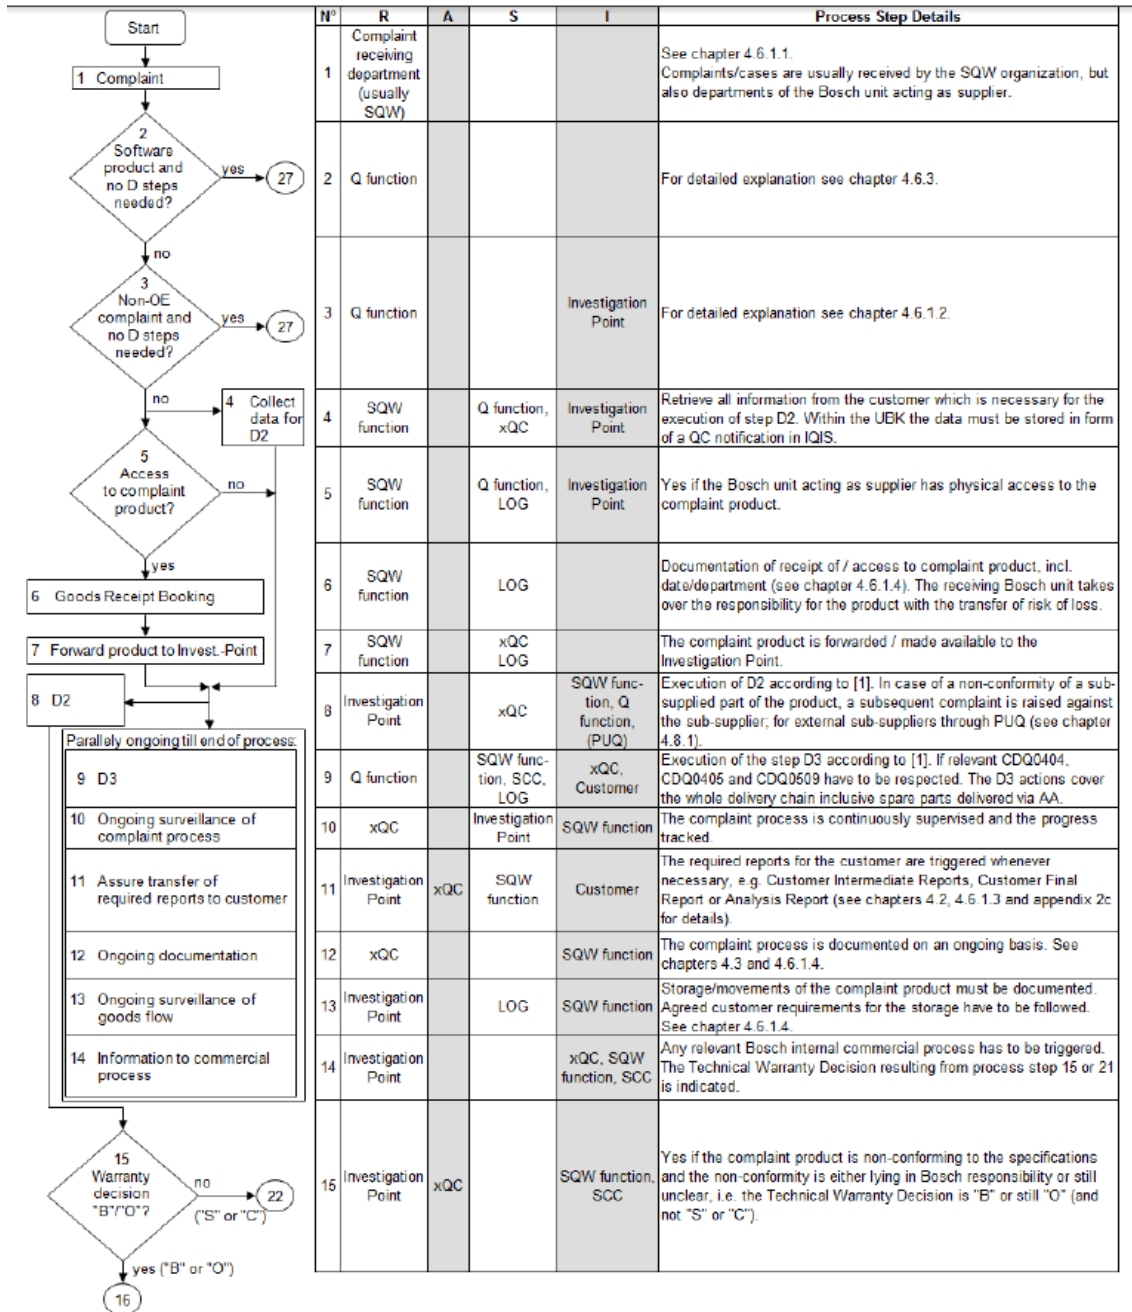 Start
1 Complaint
2
Software
product and
no D steps
needed?
yes
27
no
3
Non-OE
complaint and
no D steps
needed?
yes
27
no
4 Collect
data for
D2
5
Access
to complaint
product?
no
yes
6 Goods Receipt Booking
7 Forward product to Invest.-Point
8 D2
Parallely ongoing till end of process:
9 D3
10 Ongoing surveillance of
complaint process
11 Assure transfer of
required reports to customer
12 Ongoing documentation
13 Ongoing surveillance of
goods flow
14 Information to commercial
process
15
Warranty
decision
"B"/"O"?
no
("S" or "C")
22
yes ("B" or "O")
16
N° R A S I Process Step Details
1
Complaint
receiving
department
(usually
SQW)
See chapter 4.6.1.1.
Complaints/cases are usually received by the SQW organization, but
also departments of the Bosch unit acting as supplier.
2 Q function For detailed explanation see chapter 4.6.3.
3 Q function
Investigation
Point
For detailed explanation see chapter 4.6.1.2.
4
SQW
function
Q function,
xQC
Investigation
Point
Retrieve all information from the customer which is necessary for the
execution of step D2. Within the UBK the data must be stored in form
of a QC notification in IQIS.
5
SQW
function
Q function,
LOG
Investigation
Point
Yes if the Bosch unit acting as supplier has physical access to the
complaint product.
6
SQW
function
LOG
Documentation of receipt of / access to complaint product, incl.
date/department (see chapter 4.6.1.4). The receiving Bosch unit takes
over the responsibility for the product with the transfer of risk of loss.
7
SQW
function
xQC
LOG
The complaint product is forwarded / made available to the
Investigation Point.
8
Investigation
Point
xQC
SQW func-
tion, Q
function,
(PUQ)
Execution of D2 according to [1]. In case of a non-conformity of a sub-
supplied part of the product, a subsequent complaint is raised against
the sub-supplier; for external sub-suppliers through PUQ (see chapter
4.8.1).
9 Q function
SQW func-
tion, SCC,
LOG
xQC,
Customer
Execution of the step D3 according to [1]. If relevant CDQ0404,
CDQ0405 and CDQ0509 have to be respected. The D3 actions cover
the whole delivery chain inclusive spare parts delivered via AA.
10 xQC
Investigation
Point
SQW function
The complaint process is continuously supervised and the progress
tracked.
11
Investigation
Point
xQC
SQW
function
Customer
The required reports for the customer are triggered whenever
necessary, e.g. Customer Intermediate Reports, Customer Final
Report or Analysis Report (see chapters 4.2, 4.6.1.3 and appendix 2c
for details).
12 xQC SQW function
The complaint process is documented on an ongoing basis. See
chapters 4.3 and 4.6.1.4.
13
Investigation
Point
LOG
SQW function
Storage/movements of the complaint product must be documented.
Agreed customer requirements for the storage have to be followed.
See chapter 4.6.1.4.
14
Investigation
Point
xQC, SQW
function, SCC
Any relevant Bosch internal commercial process has to be triggered.
The Technical Warranty Decision resulting from process step 15 or 21
is indicated.
15
Investigation
Point
xQC
SQW function,
SCC
Yes if the complaint product is non-conforming to the specifications
and the non-conformity is either lying in Bosch responsibility or still
unclear, i.e. the Technical Warranty Decision is "B" or still "O" (and
not "S" or "C").